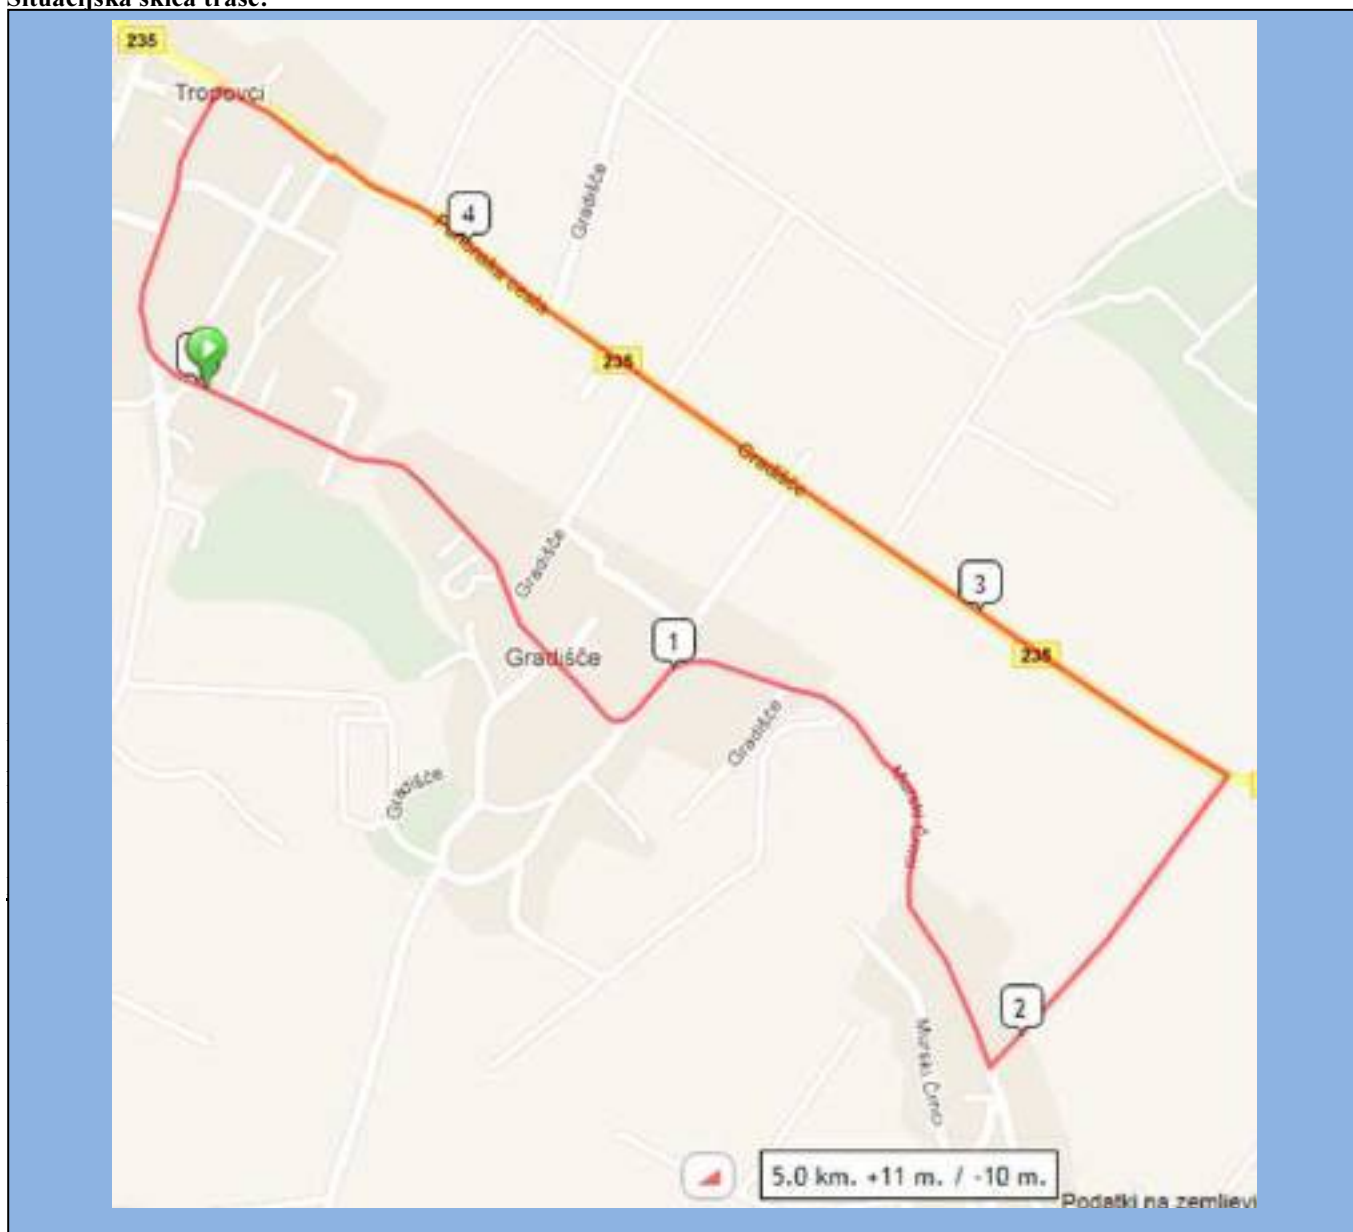 Situacijska skica trase:
235
Tropovci
4
Gradišče
cesta
235
Gradišče
3
Gradišče
1
235
Gradišče
Gradišče
Murski Črnci
Gradišče
2
Murski Črnci
5.0 km. +11 m. / -10 m.
Podatki na zemljevi